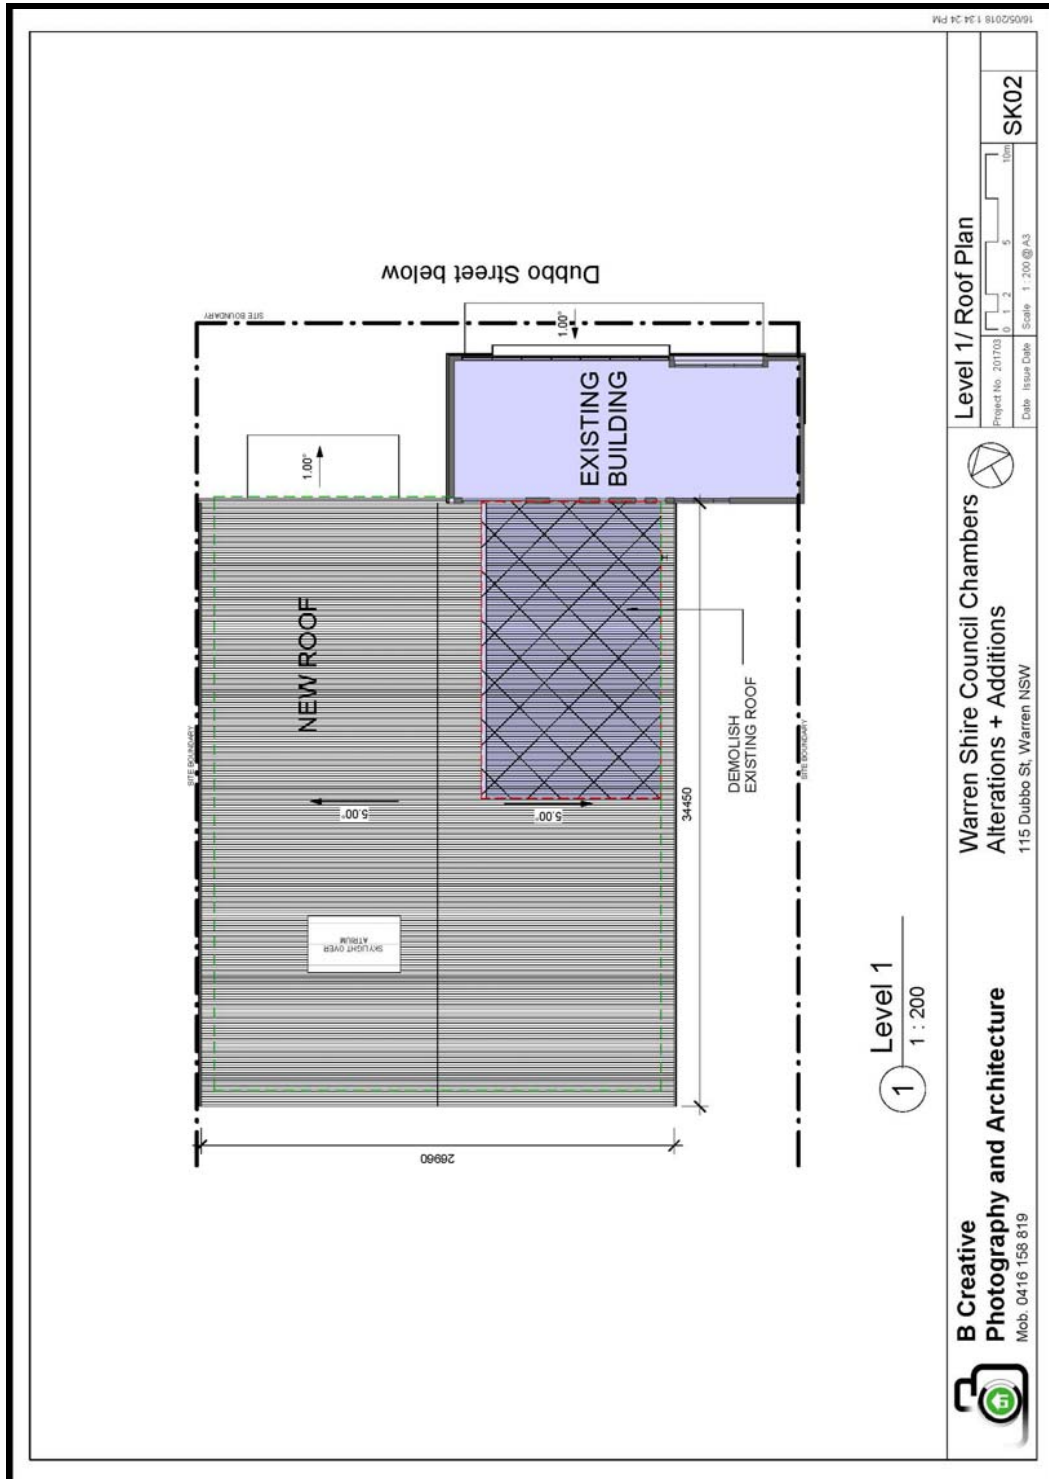 16/05/2018 1:34:24 PM
Dubbo Street below
SITE BOUNDARY
1.00°
EXISTING
BUILDING
1.00°
NEW ROOF
SITE BOUNDARY
5.00°
5.00°
SKYLIGHT OVER
ATRIUM
DEMOLISH
EXISTING ROOF
34450
SITE BOUNDARY
26960
1
Level 1
1 : 200
B Creative
Photography and Architecture
Mob. 0416 158 819
Warren Shire Council Chambers
Alterations + Additions
115 Dubbo St, Warren NSW
Level 1/ Roof Plan
Project No. 201703
0 1 2 5 10m
Date Issue Date
Scale 1 : 200 @ A3
SK02